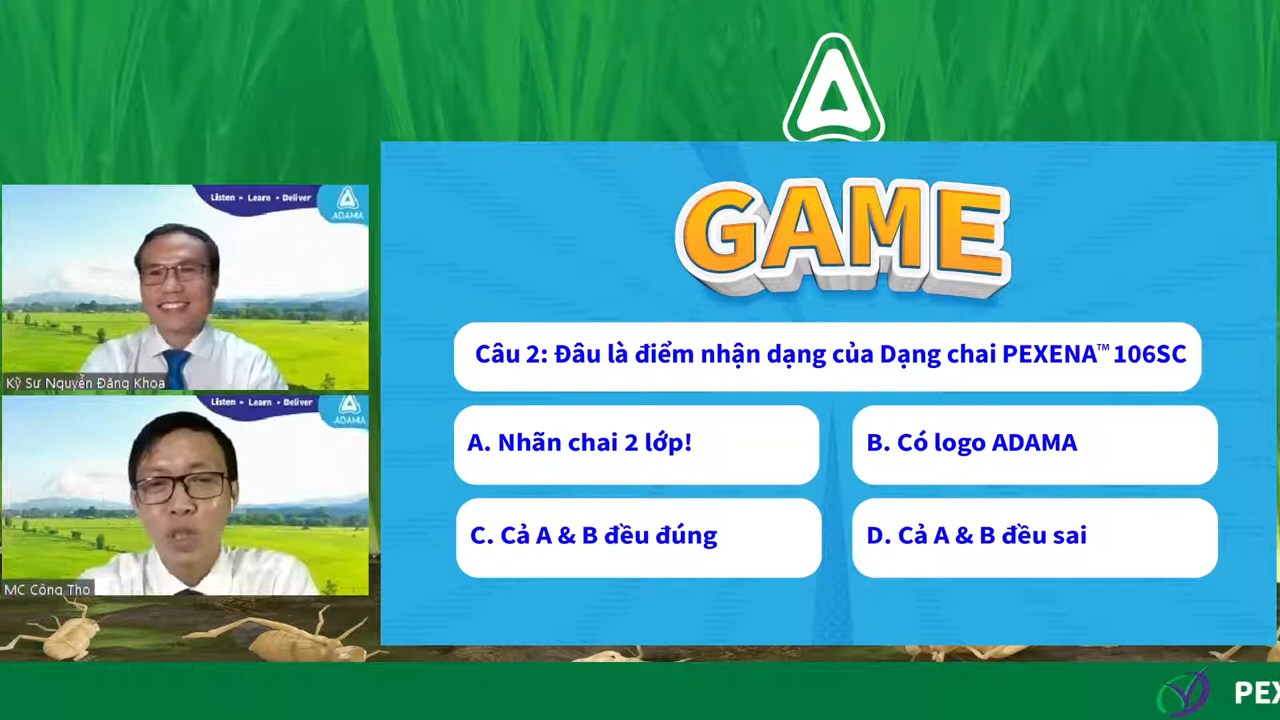 Listen > Learn > Deliver
ADAMA
Kỹ Sư Nguyễn Đăng Khoa
Listen > Learn > Deliver
ADAMA
MC Công Thọ
GAME
Câu 2: Đâu là điểm nhận dạng của Dạng chai PEXENA™ 106SC
A. Nhãn chai 2 lớp!
B. Có logo ADAMA
C. Cả A & B đều đúng
D. Cả A & B đều sai
PEX